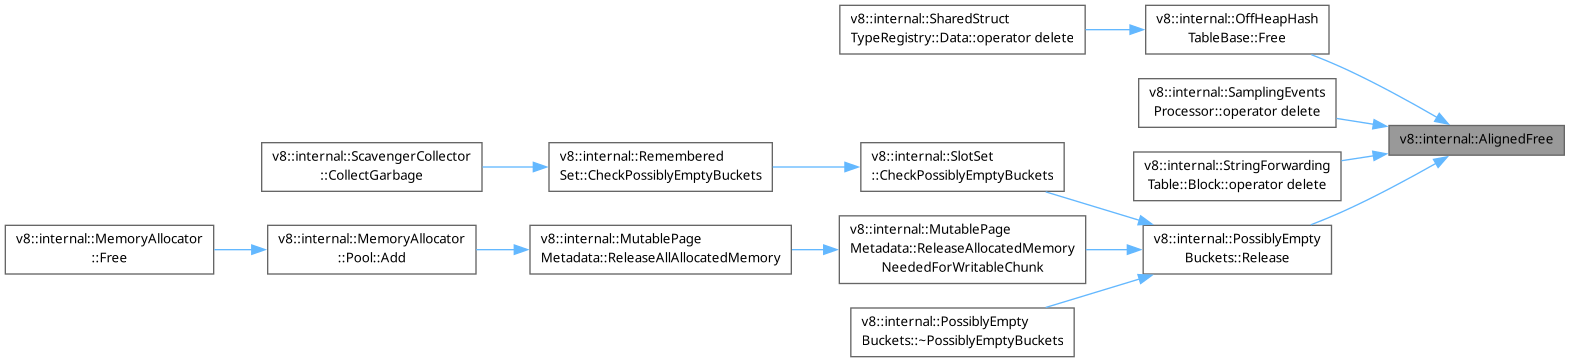 v8::internal::SharedStruct
TypeRegistry::Data::operator delete
v8::internal::OffHeapHash
TableBase::Free
v8::internal::SamplingEvents
Processor::operator delete
v8::internal::AlignedFree
v8::internal::ScavengerCollector
::CollectGarbage
v8::internal::Remembered
Set::CheckPossiblyEmptyBuckets
v8::internal::SlotSet
::CheckPossiblyEmptyBuckets
v8::internal::StringForwarding
Table::Block::operator delete
v8::internal::MemoryAllocator
::Free
v8::internal::MemoryAllocator
::Pool::Add
v8::internal::MutablePage
Metadata::ReleaseAllAllocatedMemory
v8::internal::MutablePage
Metadata::ReleaseAllocatedMemory
NeededForWritableChunk
v8::internal::PossiblyEmpty
Buckets::Release
v8::internal::PossiblyEmpty
Buckets::~PossiblyEmptyBuckets